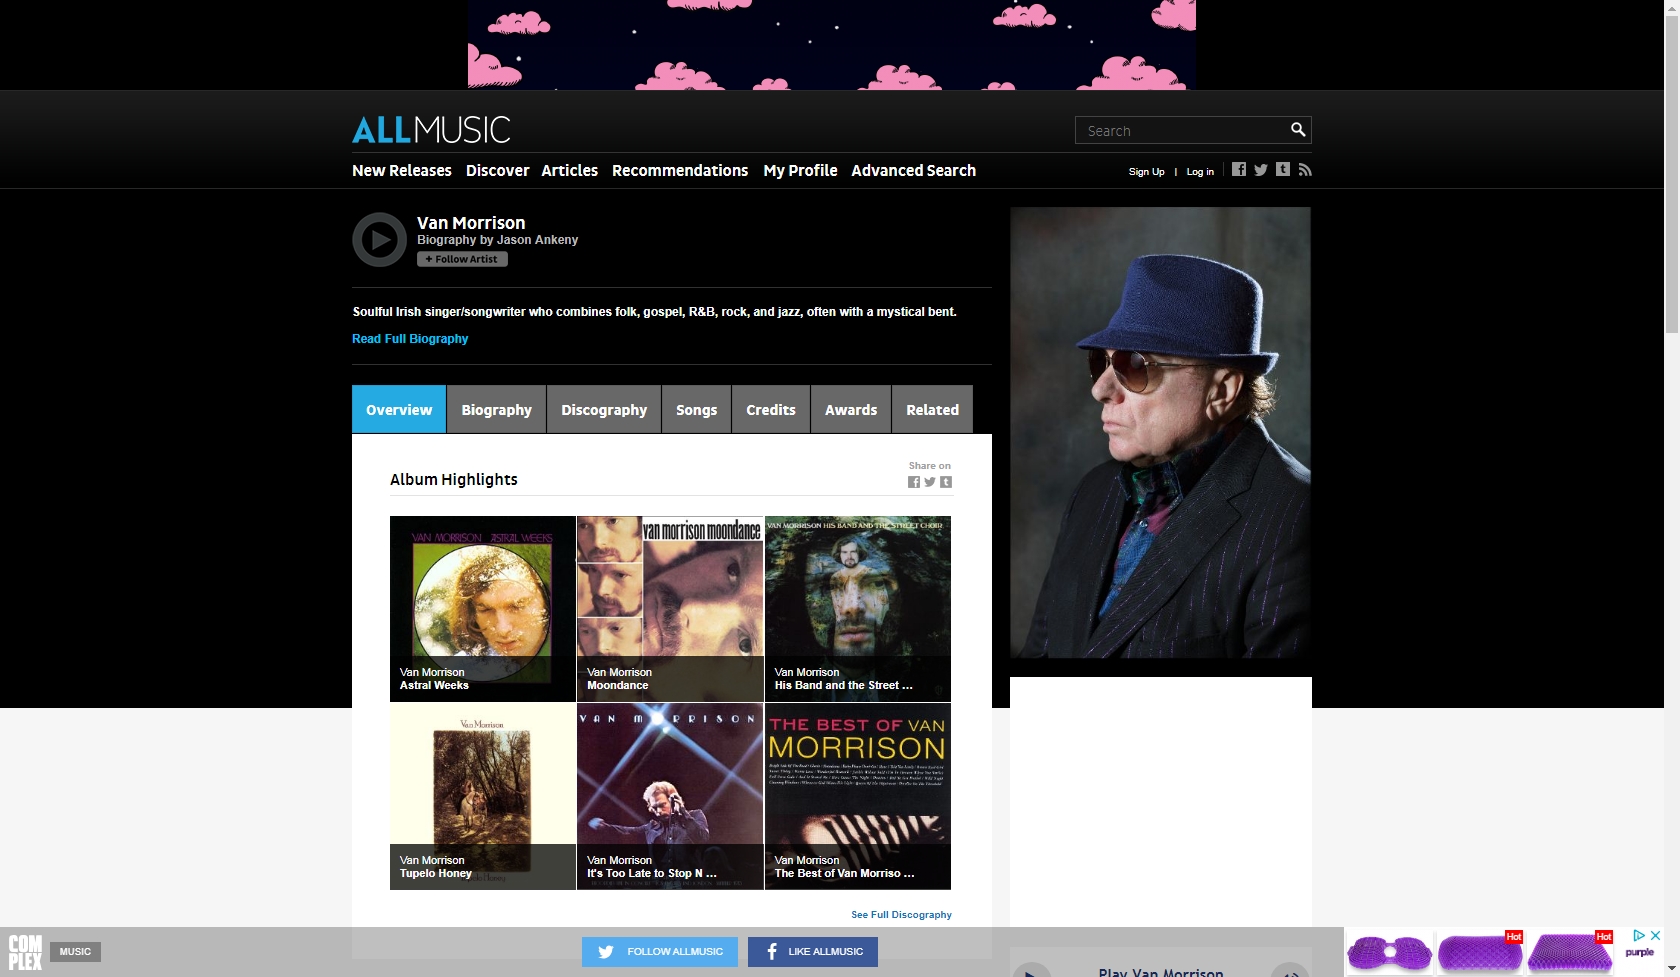 ALLMUSIC
Search
New Releases Discover Articles Recommendations My Profile Advanced Search
Sign Up | Log in
Van Morrison
Biography by Jason Ankeny
+ Follow Artist
Soulful Irish singer/songwriter who combines folk, gospel, R&B, rock, and jazz, often with a mystical bent.
Read Full Biography
Overview Biography Discography Songs Credits Awards Related
Share on
Album Highlights
VAN MORRISON ASTRAL WEEKS
van morrison moondance
VAN MORRISON HIS BAND AND THE STREET CHOIR
Van Morrison
Astral Weeks
Van Morrison
Moondance
Van Morrison
His Band and the Street ...
Van Morrison
VAN MORRISON
THE BEST OF VAN
MORRISON
Van Morrison
Tupelo Honey
Van Morrison
It's Too Late to Stop N ...
Van Morrison
The Best of Van Morriso ...
See Full Discography
COM
PLEX
MUSIC
FOLLOW ALLMUSIC
LIKE ALLMUSIC
Play Van Morrison
Hot
Hot
purple